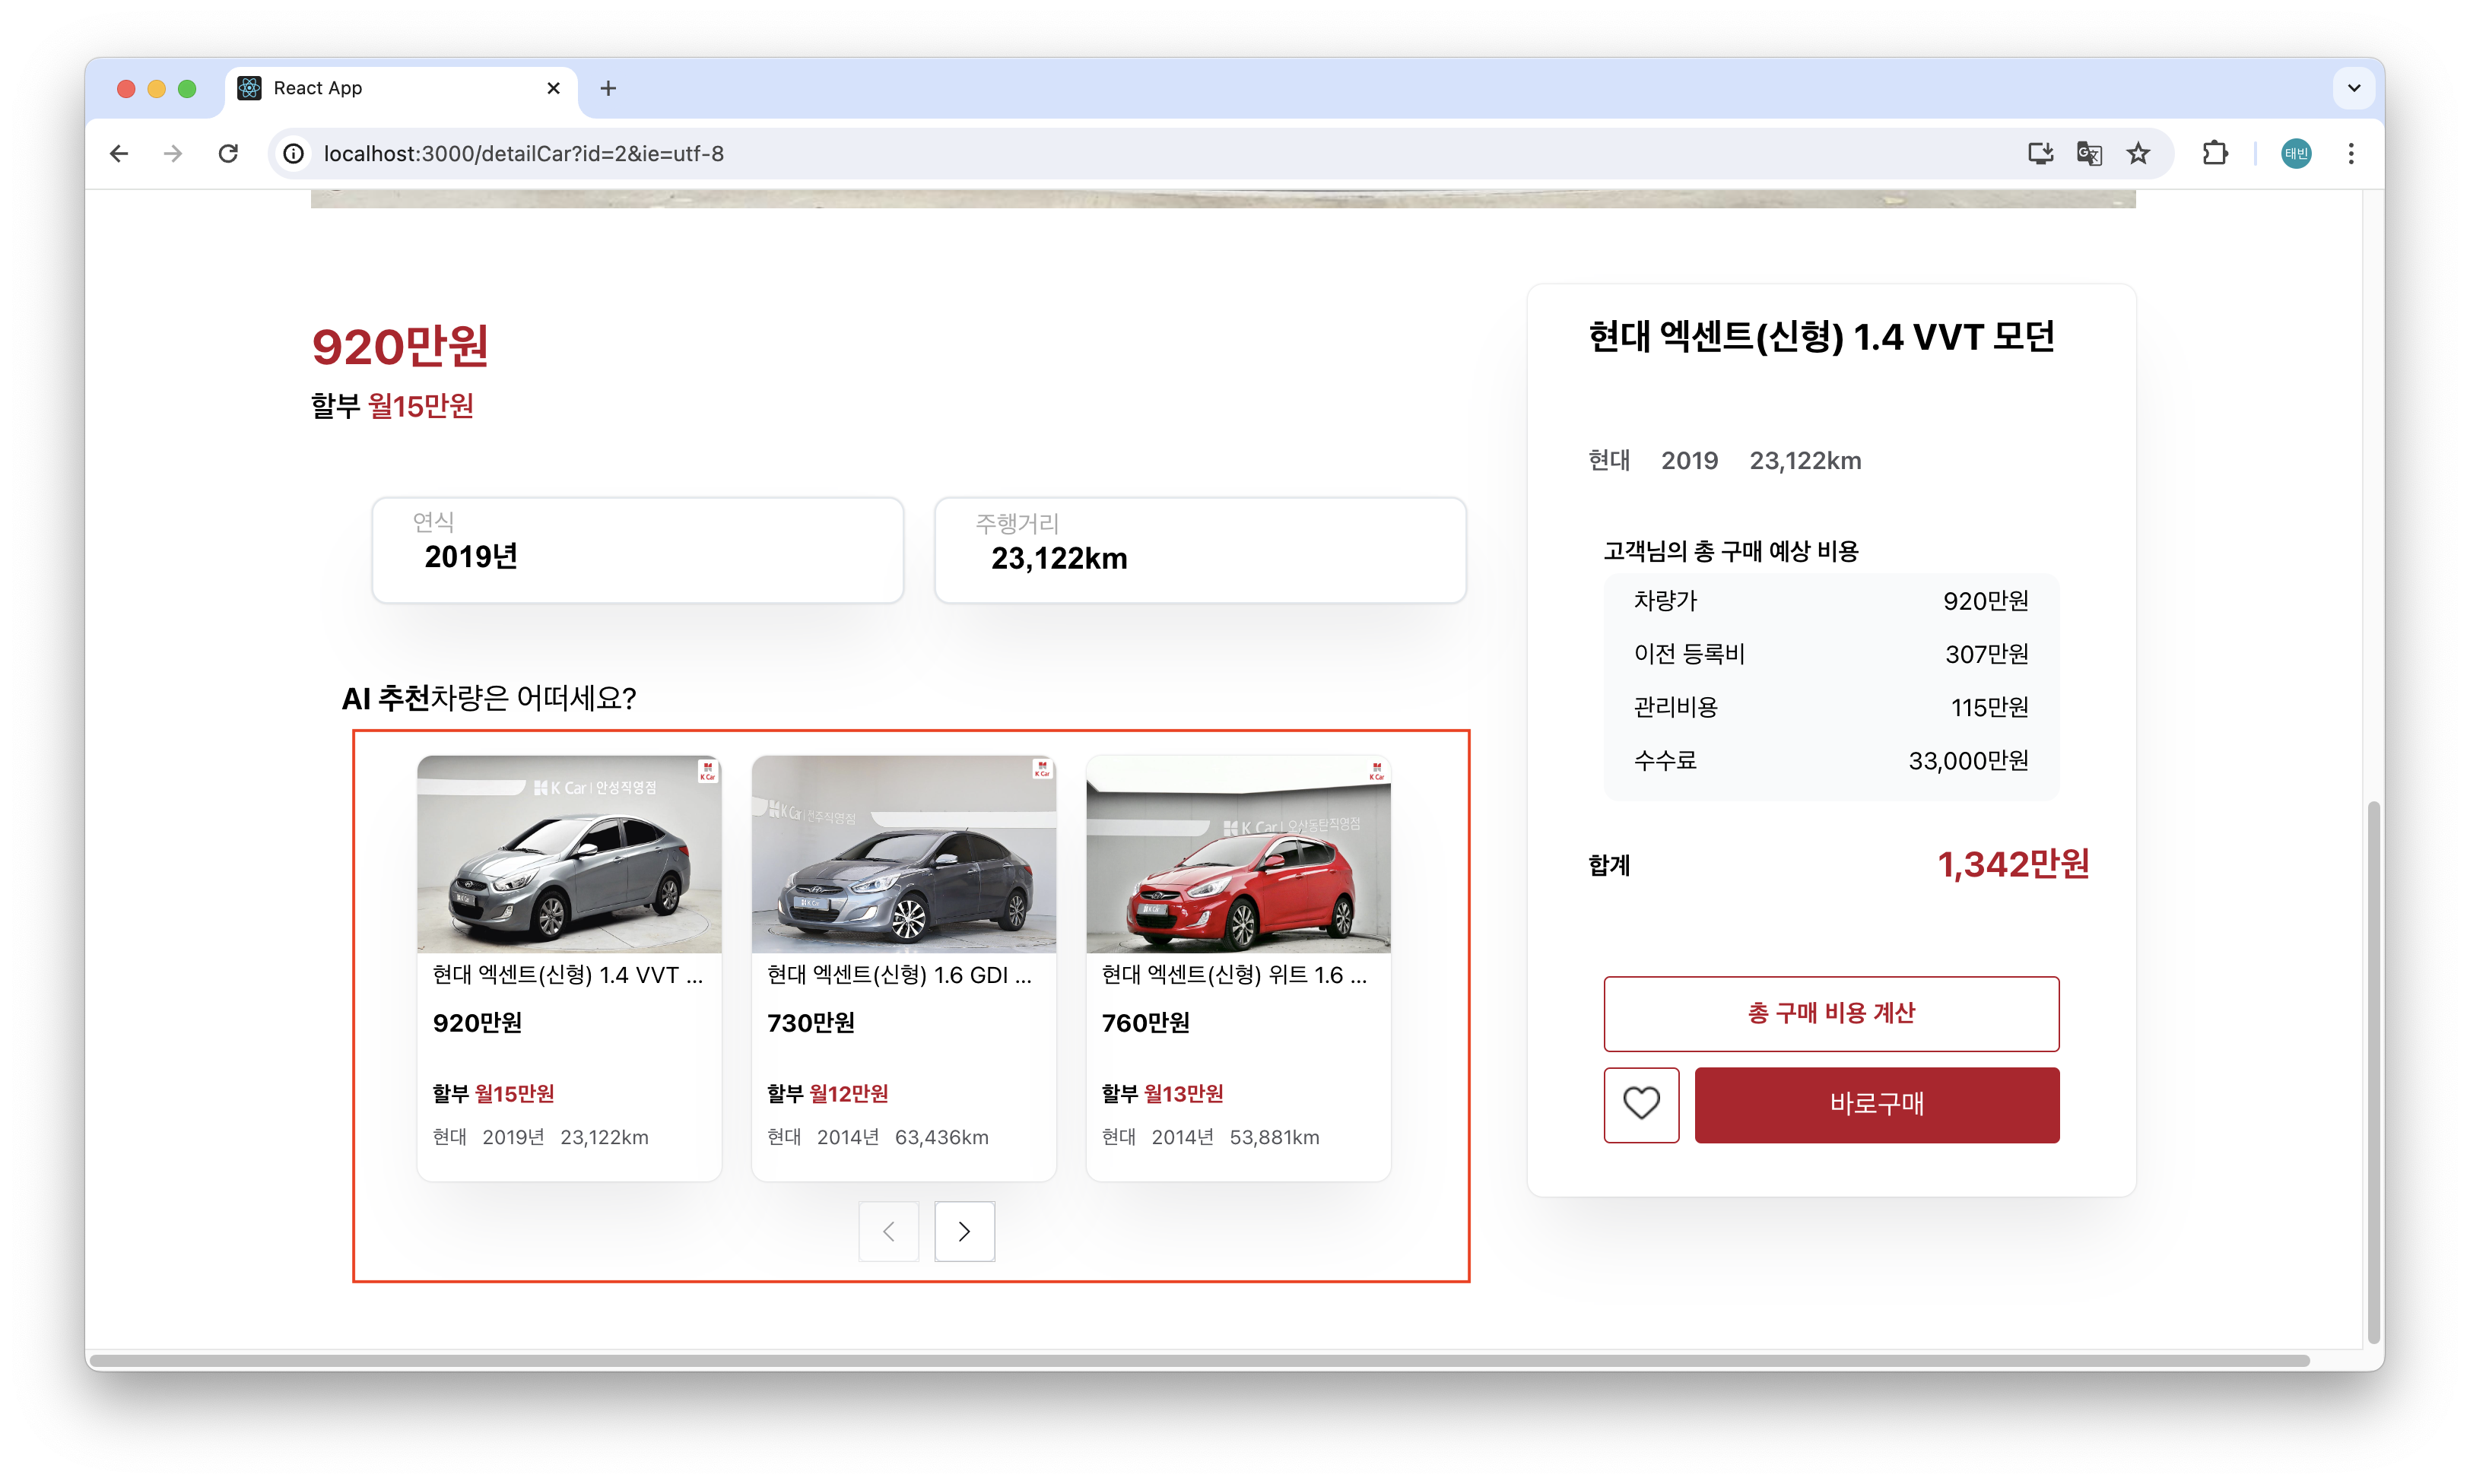 React App
localhost:3000/detailCar?id=2&ie=utf-8
태빈
920만원
할부 월15만원
연식
2019년
주행거리
23,122km
AI 추천차량은 어떠세요?
K Car | 안성직영점
K Car
현대 엑센트(신형) 1.4 VVT ...
920만원
할부 월15만원
현대 2019년 23,122km
K Car | 전주직영점
K Car
현대 엑센트(신형) 1.6 GDI ...
730만원
할부 월12만원
현대 2014년 63,436km
K Car | 오산동탄직영점
K Car
현대 엑센트(신형) 위트 1.6 ...
760만원
할부 월13만원
현대 2014년 53,881km
현대 엑센트(신형) 1.4 VVT 모던
현대 2019 23,122km
고객님의 총 구매 예상 비용
차량가 920만원
이전 등록비 307만원
관리비용 115만원
수수료 33,000만원
합계 1,342만원
총 구매 비용 계산
바로구매